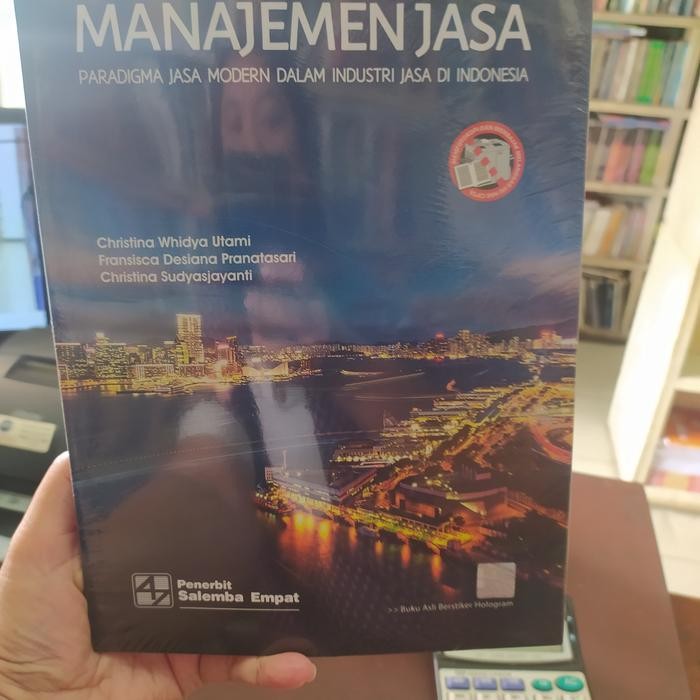 MANAJEMEN JASA
PARADIGMA JASA MODERN DALAM INDUSTRI JASA DI INDONESIA
Christina Whidya Utami
Fransisca Desiana Pranatasari
Christina Sudyasjayanti
Penerbit
Salemba Empat
>> Buku Asli Berstiker Hologram